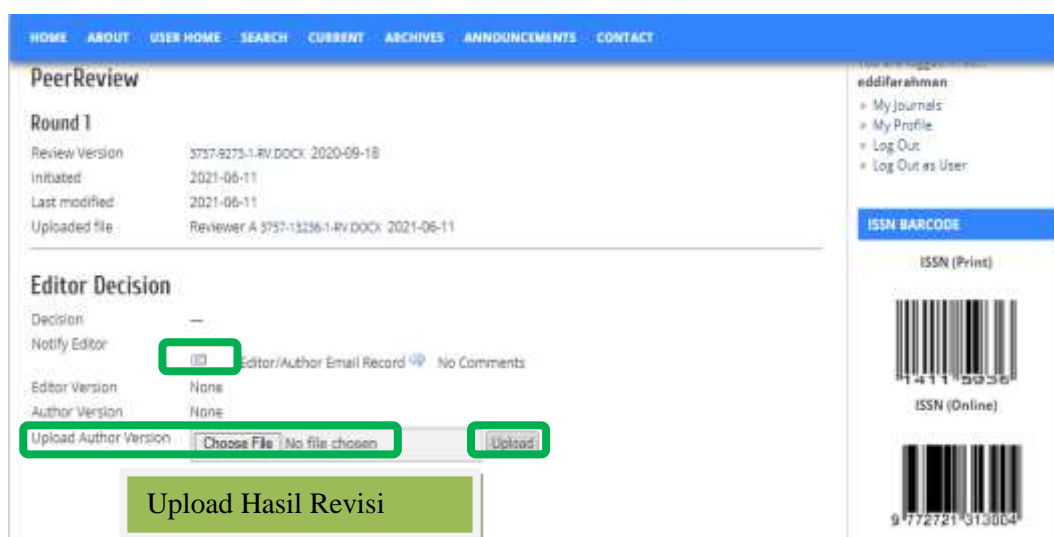 HOME ABOUT USER HOME SEARCH CURRENT ARCHIVES ANNOUNCEMENTS CONTACT
PeerReview
Round 1
Review Version 3757-9273-1-RV.DOCX 2020-09-18
Initiated 2021-06-11
Last modified 2021-06-11
Uploaded file Reviewer A 3757-13236-1-RV.DOCX 2021-06-11
Editor Decision
Decision —
Notify Editor
Editor/Author Email Record No Comments
Editor Version None
Author Version None
Upload Author Version Choose File No file chosen Upload
Upload Hasil Revisi
eddifarahman
» My Journals
» My Profile
» Log Out
» Log Out as User
ISSN BARCODE
ISSN (Print)
ISSN (Online)
9 772721 313004